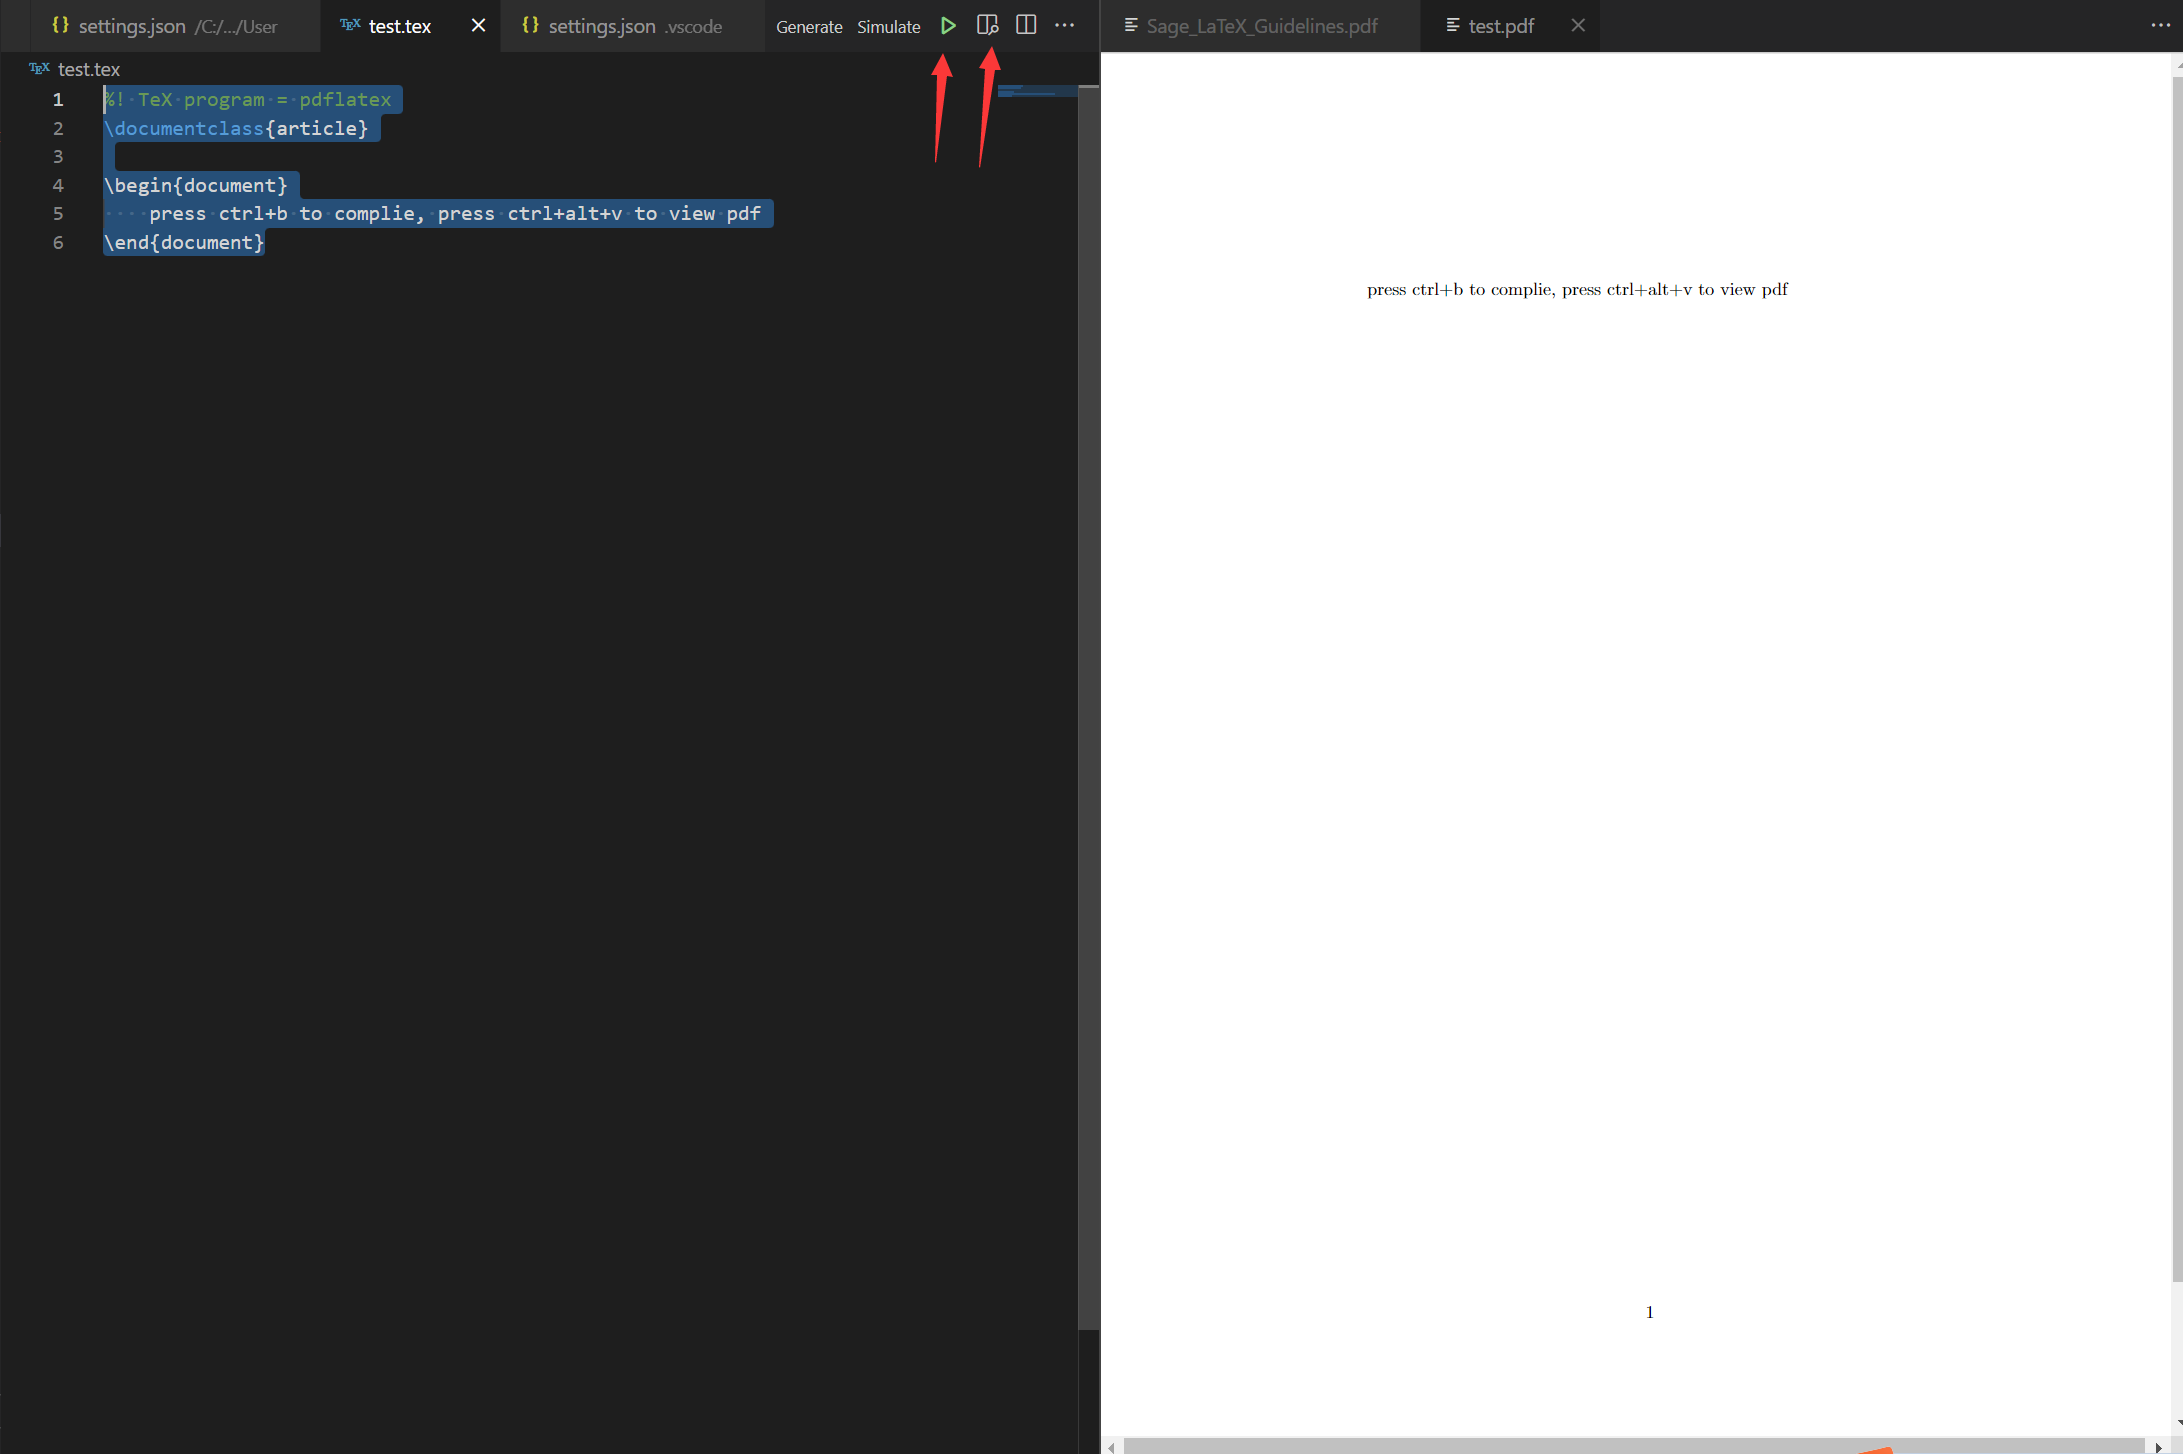 settings.json /C:/.../User
test.tex
settings.json .vscode
Generate Simulate
Sage_LaTeX_Guidelines.pdf
test.pdf
TEX test.tex
1 %! TeX program = pdflatex
2 \documentclass{article}
3
4 \begin{document}
5 press ctrl+b to complie, press ctrl+alt+v to view pdf
6 \end{document}
press ctrl+b to complie, press ctrl+alt+v to view pdf
1